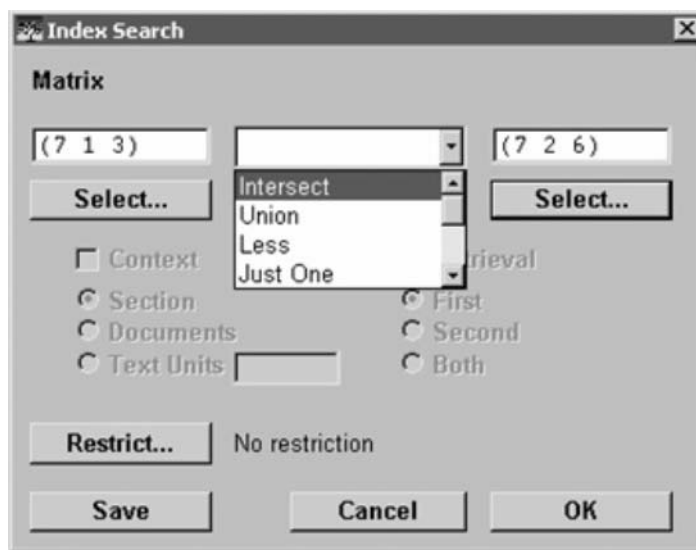 Index Search
Matrix
(7 1 3)
(7 2 6)
Select...
Intersect
Union
Less
Just One
Select...
Context
Section
First
Documents
Second
Text Units
Both
Restrict...
No restriction
Save
Cancel
OK